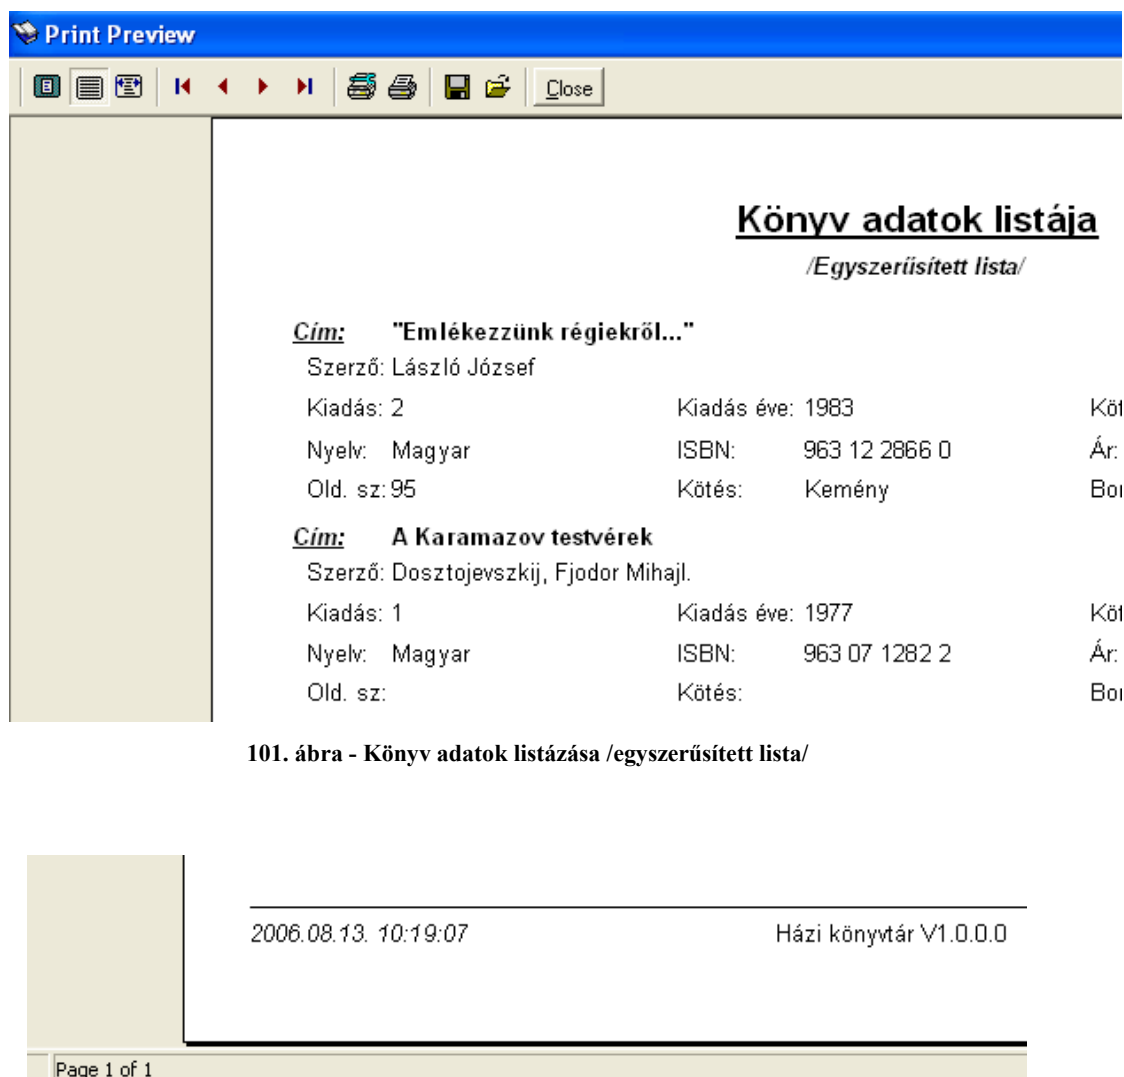 Print Preview
Close
Könyv adatok listája
/Egyszerűsített lista/
Cím: "Emlékezzünk régiekről..."
Szerző: László József
Kiadás: 2 Kiadás éve: 1983 Köt
Nyelv: Magyar ISBN: 963 12 2866 0 Ár:
Old. sz: 95 Kötés: Kemény Bor
Cím: A Karamazov testvérek
Szerző: Dosztojevszkij, Fjodor Mihajl.
Kiadás: 1 Kiadás éve: 1977 Köt
Nyelv: Magyar ISBN: 963 07 1282 2 Ár:
Old. sz: Kötés: Bor
101. ábra - Könyv adatok listázása /egyszerűsített lista/
2006.08.13. 10:19:07 Házi könyvtár V1.0.0.0
Page 1 of 1